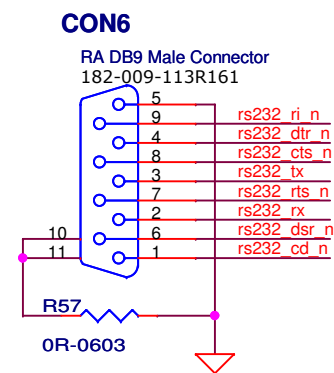 CON6
RA DB9 Male Connector
182-009-113R161
5
9 rs232_ri_n
4 rs232_dtr_n
8 rs232_cts_n
3 rs232_tx
7 rs232_rts_n
2 rs232_rx
10 6 rs232_dsr_n
11 1 rs232_cd_n
R57
0R-0603